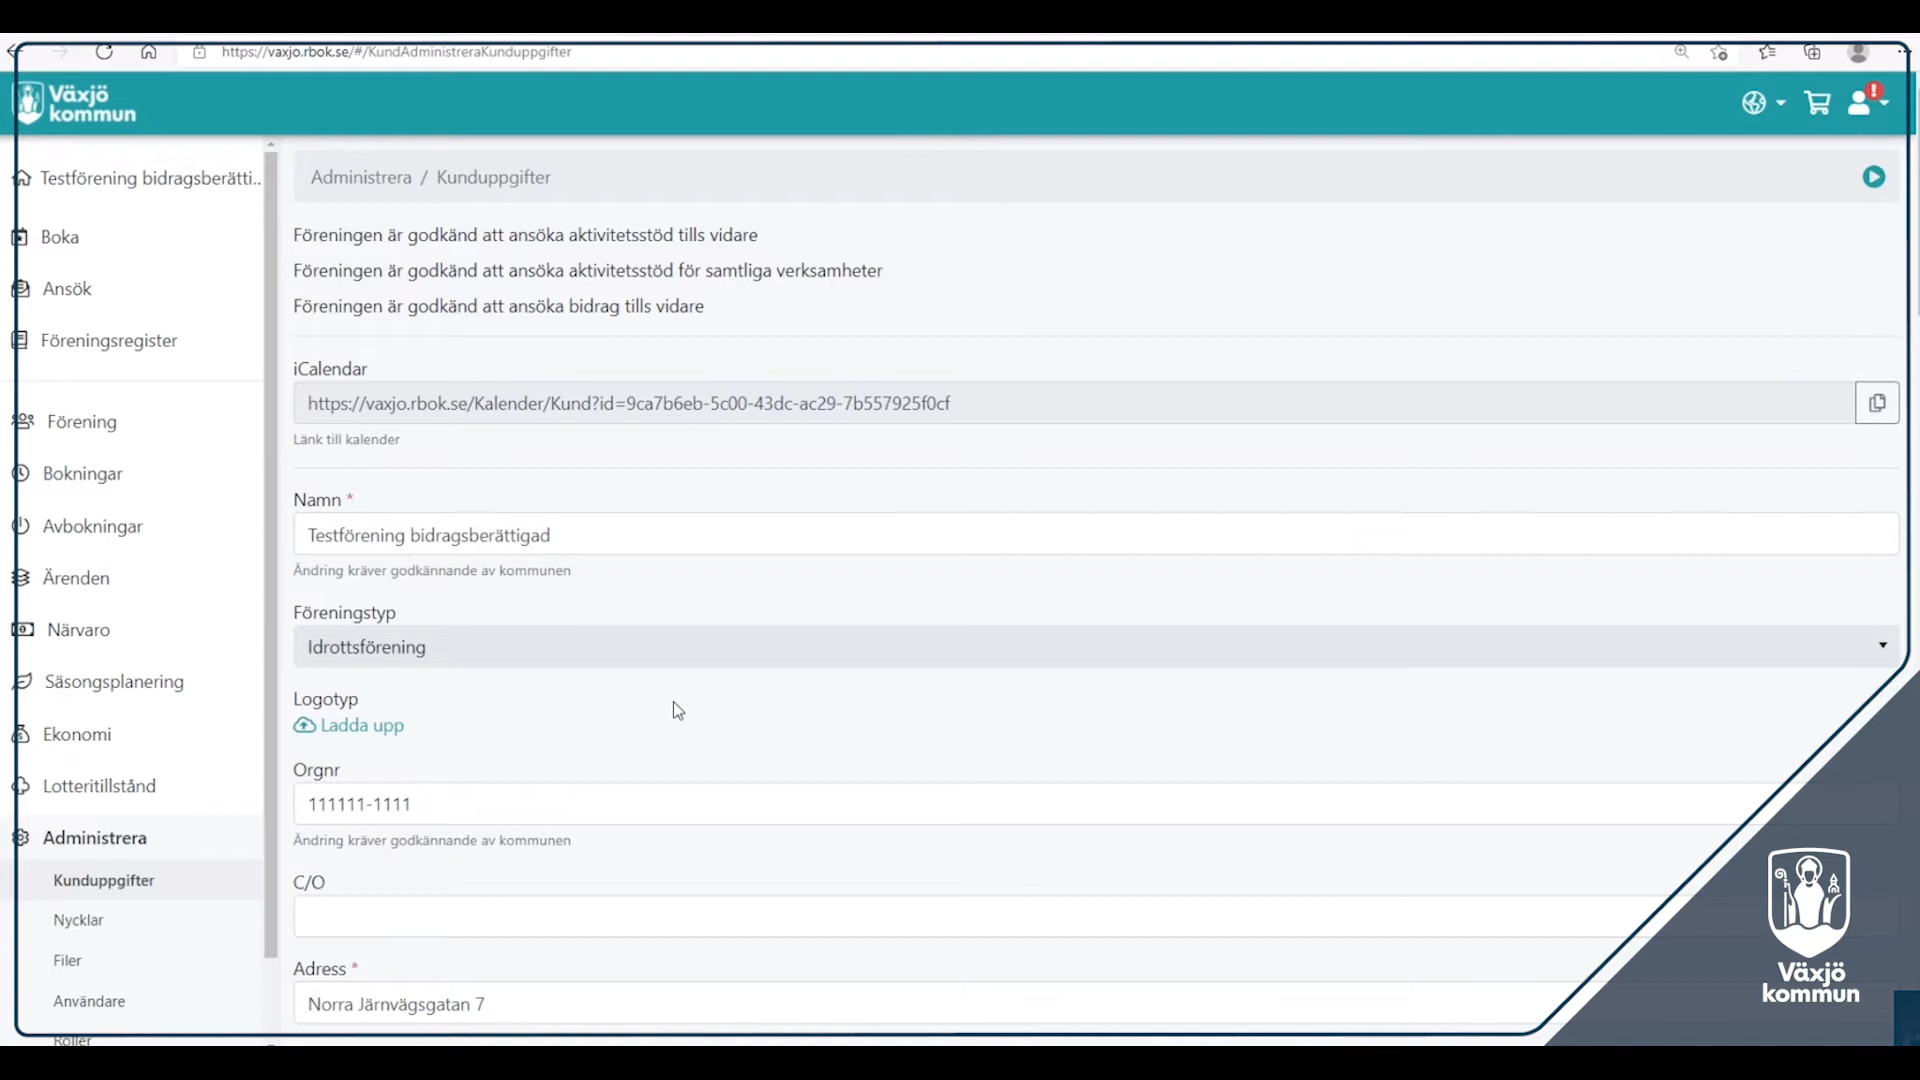 https://vaxjo.rbok.se/#/KundAdministreraKunduppgifter
Växjö
kommun
Testförening bidragsberätti...
Boka
Ansök
Föreningsregister
Förening
Bokningar
Avbokningar
Ärenden
Närvaro
Säsongsplanering
Ekonomi
Lotteritillstånd
Administrera
Kunduppgifter
Nycklar
Filer
Användare
Roller
Administrera / Kunduppgifter
Föreningen är godkänd att ansöka aktivitetsstöd tills vidare
Föreningen är godkänd att ansöka aktivitetsstöd för samtliga verksamheter
Föreningen är godkänd att ansöka bidrag tills vidare
iCalendar
https://vaxjo.rbok.se/Kalender/Kund?id=9ca7b6eb-5c00-43dc-ac29-7b557925f0cf
Länk till kalender
Namn *
Testförening bidragsberättigad
Ändring kräver godkännande av kommunen
Föreningstyp
Idrottsförening
Logotyp
Ladda upp
Orgnr
111111-1111
Ändring kräver godkännande av kommunen
C/O
Adress *
Norra Järnvägsgatan 7
Växjö
kommun